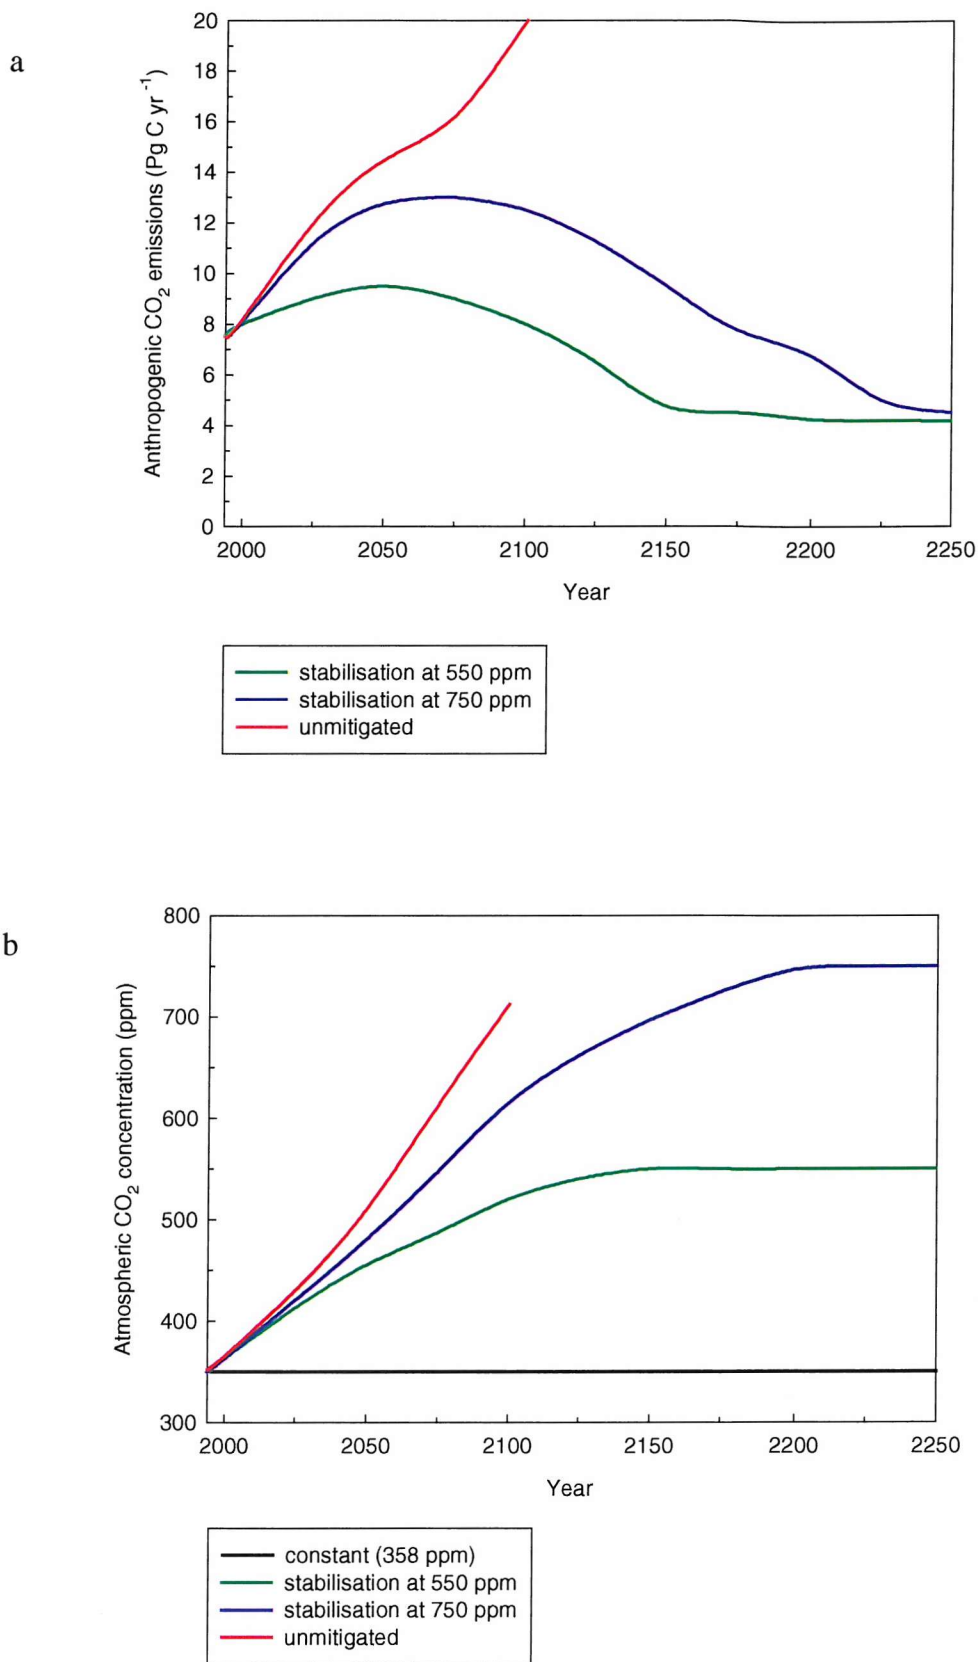 a
Anthropogenic CO2 emissions (Pg C yr -1)
20
18
16
14
12
10
8
6
4
2
0
2000 2050 2100 2150 2200 2250
Year
stabilisation at 550 ppm
stabilisation at 750 ppm
unmitigated
b
Atmospheric CO2 concentration (ppm)
800
700
600
500
400
300
2000 2050 2100 2150 2200 2250
Year
constant (358 ppm)
stabilisation at 550 ppm
stabilisation at 750 ppm
unmitigated